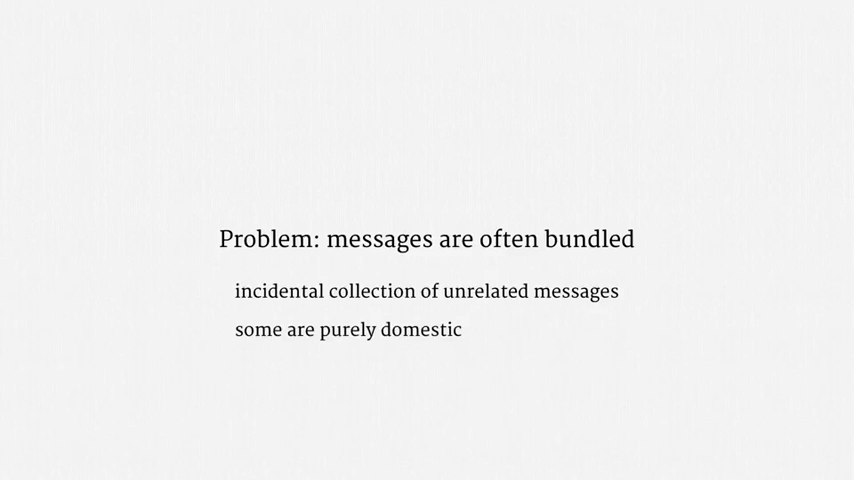 Problem: messages are often bundled
incidental collection of unrelated messages
some are purely domestic